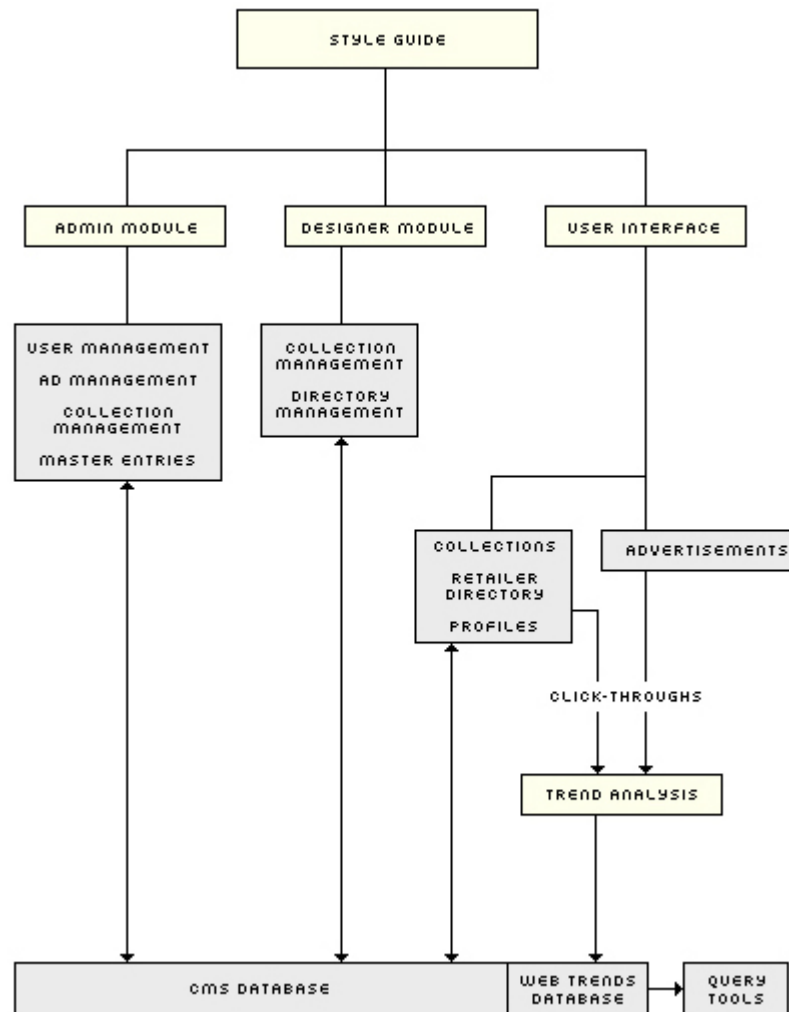 STYLE GUIDE
ADMIN MODULE
DESIGNER MODULE
USER INTERFACE
USER MANAGEMENT
AD MANAGEMENT
COLLECTION
MANAGEMENT
MASTER ENTRIES
COLLECTION
MANAGEMENT
DIRECTORY
MANAGEMENT
COLLECTIONS
RETAILER
DIRECTORY
PROFILES
ADVERTISEMENTS
CLICK-THROUGHS
TREND ANALYSIS
CMS DATABASE
WEB TRENDS
DATABASE
QUERY
TOOLS